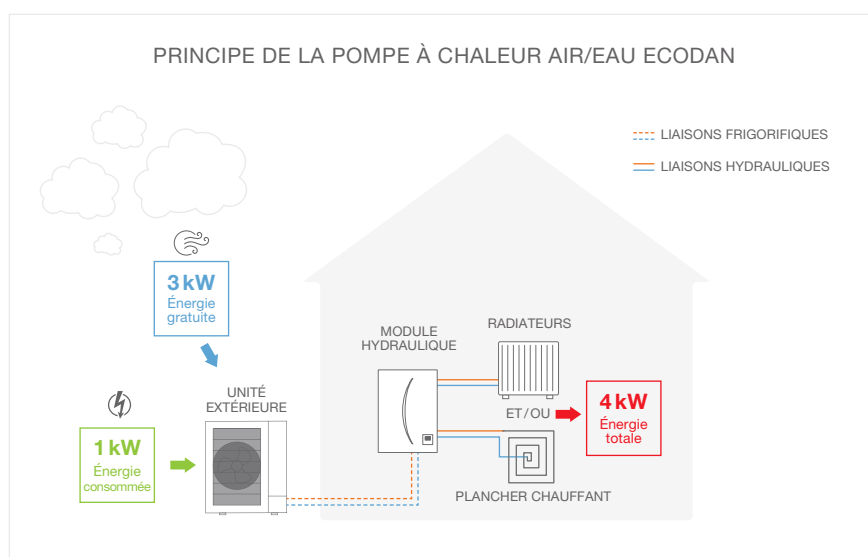 PRINCIPE DE LA POMPE À CHALEUR AIR/EAU ECODAN
LIAISONS FRIGORIFIQUES
LIAISONS HYDRAULIQUES
3 kW
Énergie
gratuite
UNITÉ
EXTÉRIEURE
1 kW
Énergie
consommée
MODULE
HYDRAULIQUE
RADIATEURS
ET / OU
PLANCHER CHAUFFANT
4 kW
Énergie
totale